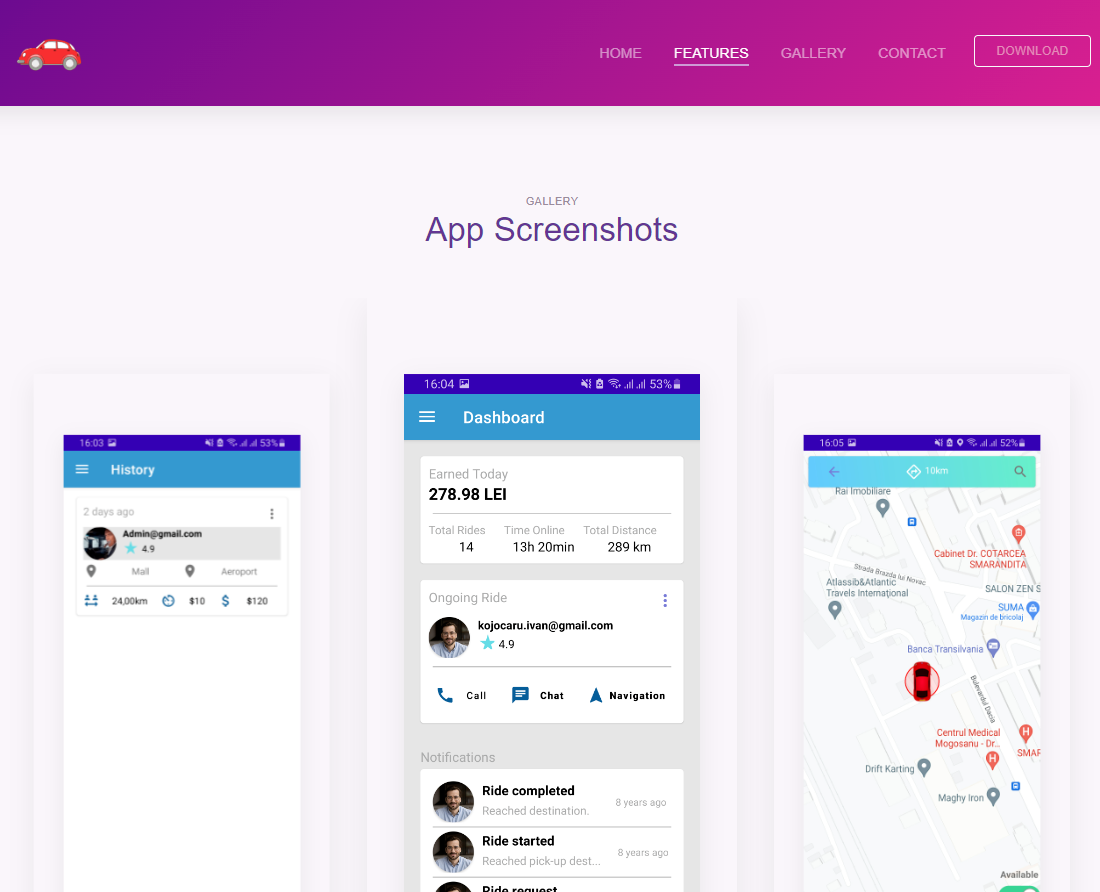 HOME FEATURES GALLERY CONTACT DOWNLOAD
GALLERY
App Screenshots
16:03 53%
History
2 days ago
Admin@gmail.com
4.9
Mall Aeroport
24,00km $10 $120
16:04 53%
Dashboard
Earned Today
278.98 LEI
Total Rides Time Online Total Distance
14 13h 20min 289 km
Ongoing Ride
kojocaru.ivan@gmail.com
4.9
Call Chat Navigation
Notifications
Ride completed
Reached destination.
8 years ago
Ride started
Reached pick-up dest...
8 years ago
Ride request
16:05 52%
10km
Rai Imobiliare
Cabinet Dr. COTARCEA
SMARANDITA
Strada Brazda lui Novac
Atlassib&Atlantic
Travels International
SALON ZEN S
SUMA
Magazin de bricolaj
Banca Transilvania
Bulevardul Dacia
Centrul Medical
Mogosanu - Dr...
SMAR
Drift Karting
Maghy Iron
Available